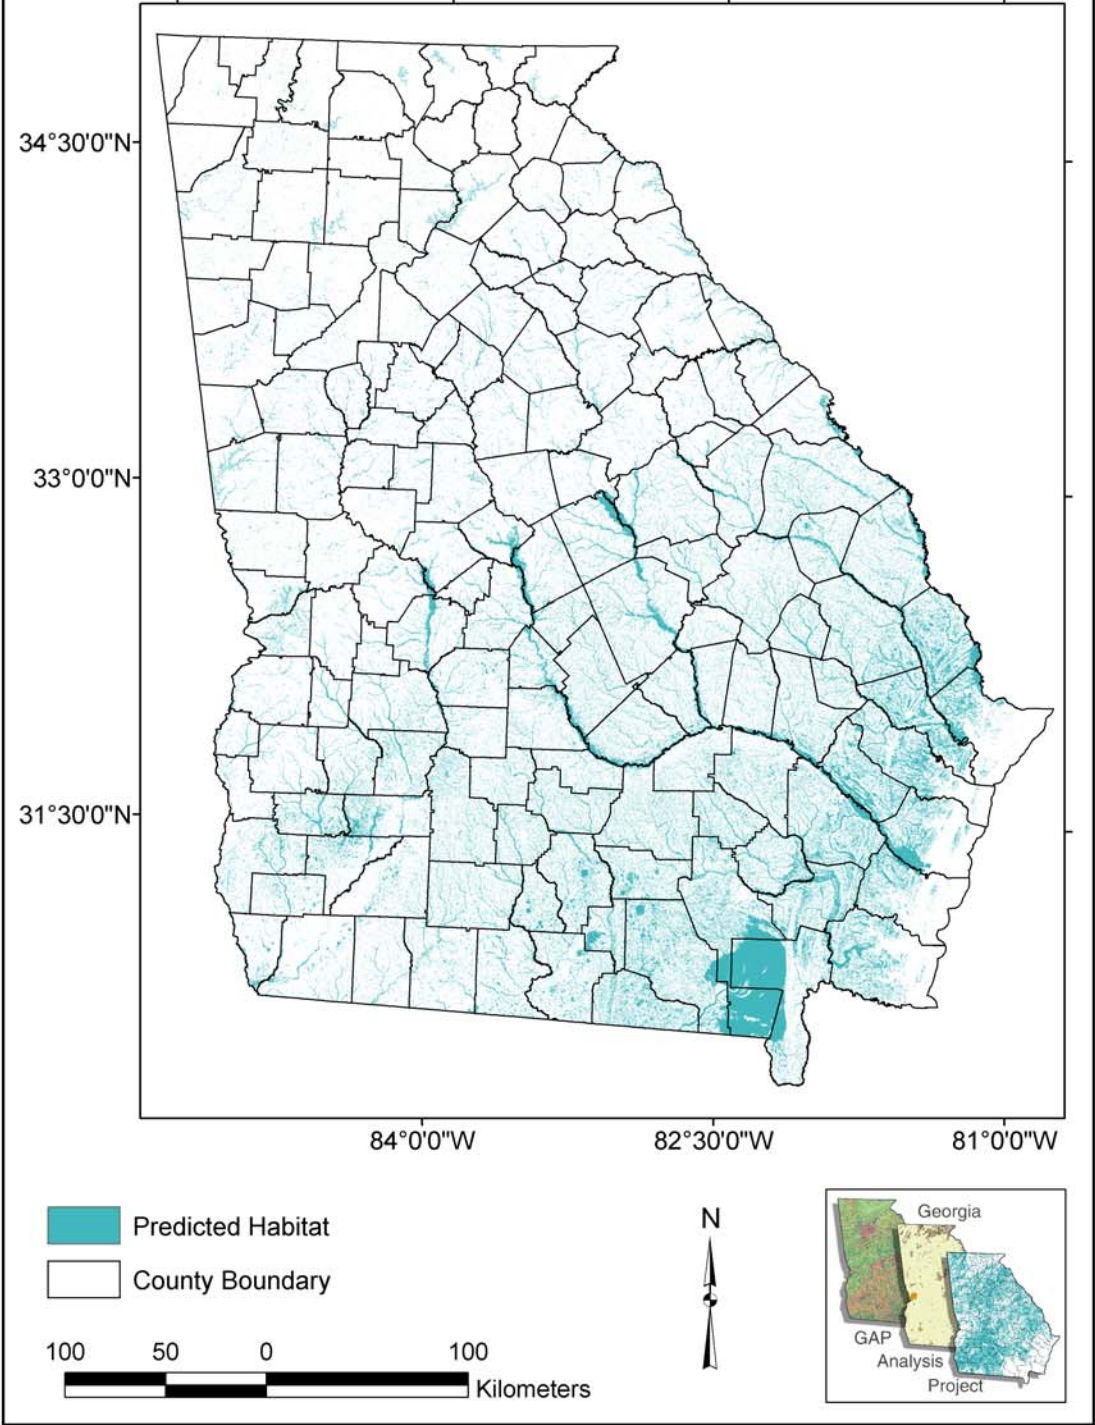 34°30'0"N
33°0'0"N
31°30'0"N
84°0'0"W
82°30'0"W
81°0'0"W
Predicted Habitat
County Boundary
N
100
50
0
100
Kilometers
Georgia
GAP
Analysis
Project